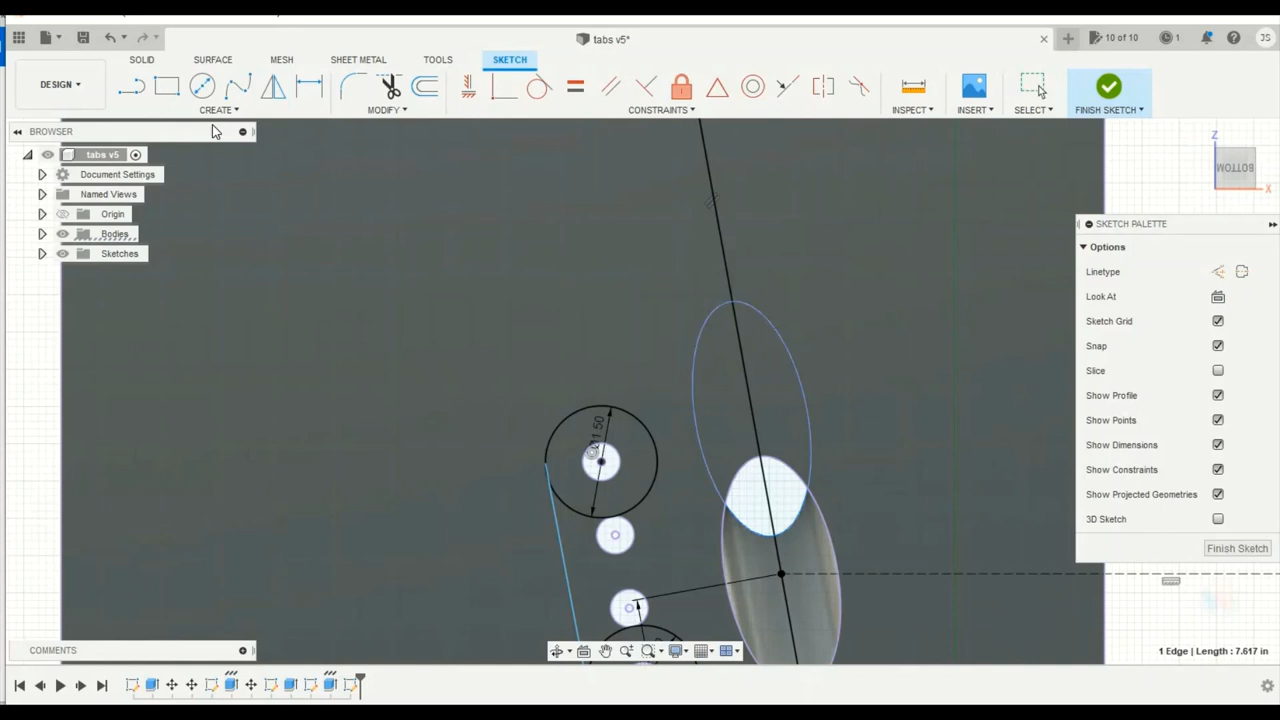 tabs v5*
10 of 10
1
JS
DESIGN
SOLID
SURFACE
MESH
SHEET METAL
TOOLS
SKETCH
CREATE
MODIFY
CONSTRAINTS
INSPECT
INSERT
SELECT
FINISH SKETCH
BROWSER
tabs v5
Document Settings
Named Views
Origin
Bodies
Sketches
Z
BOTTOM
X
SKETCH PALETTE
Options
Linetype
Look At
Sketch Grid
Snap
Slice
Show Profile
Show Points
Show Dimensions
Show Constraints
Show Projected Geometries
3D Sketch
Finish Sketch
COMMENTS
1 Edge | Length : 7.617 in